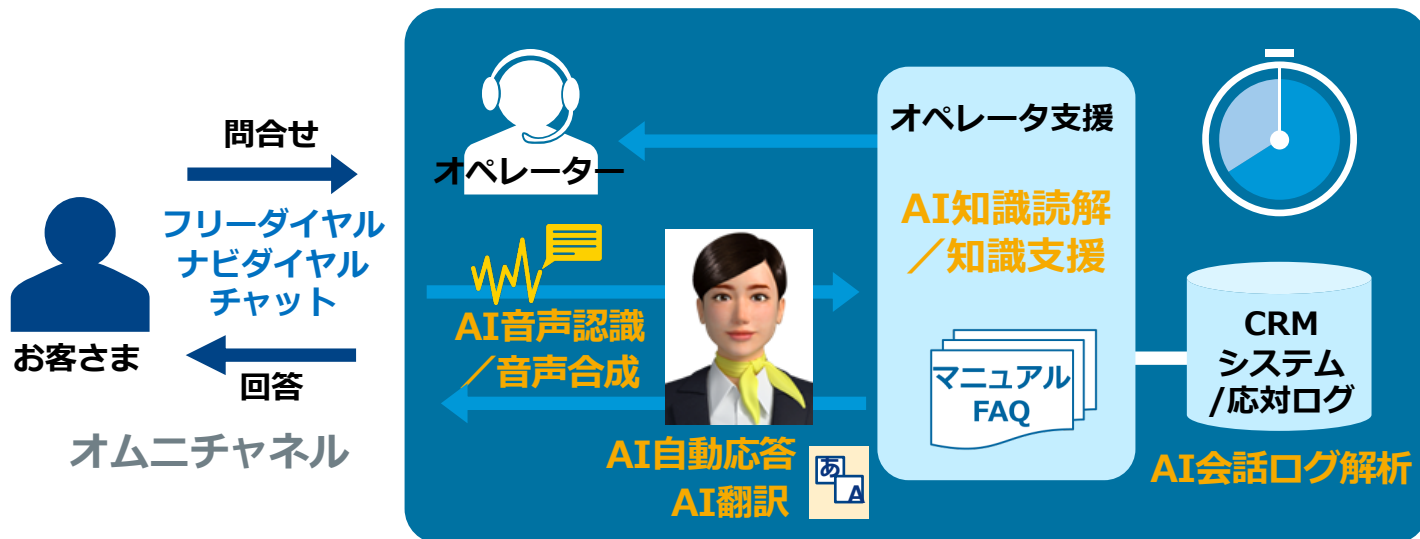 問合せ
フリーダイヤル
ナビダイヤル
チャット
お客さま
回答
オムニチャネル
オペレーター
AI音声認識
／音声合成
AI自動応答
AI翻訳
あ
A
オペレータ支援
AI知識読解
／知識支援
マニュアル
FAQ
CRM
システム
/応対ログ
AI会話ログ解析